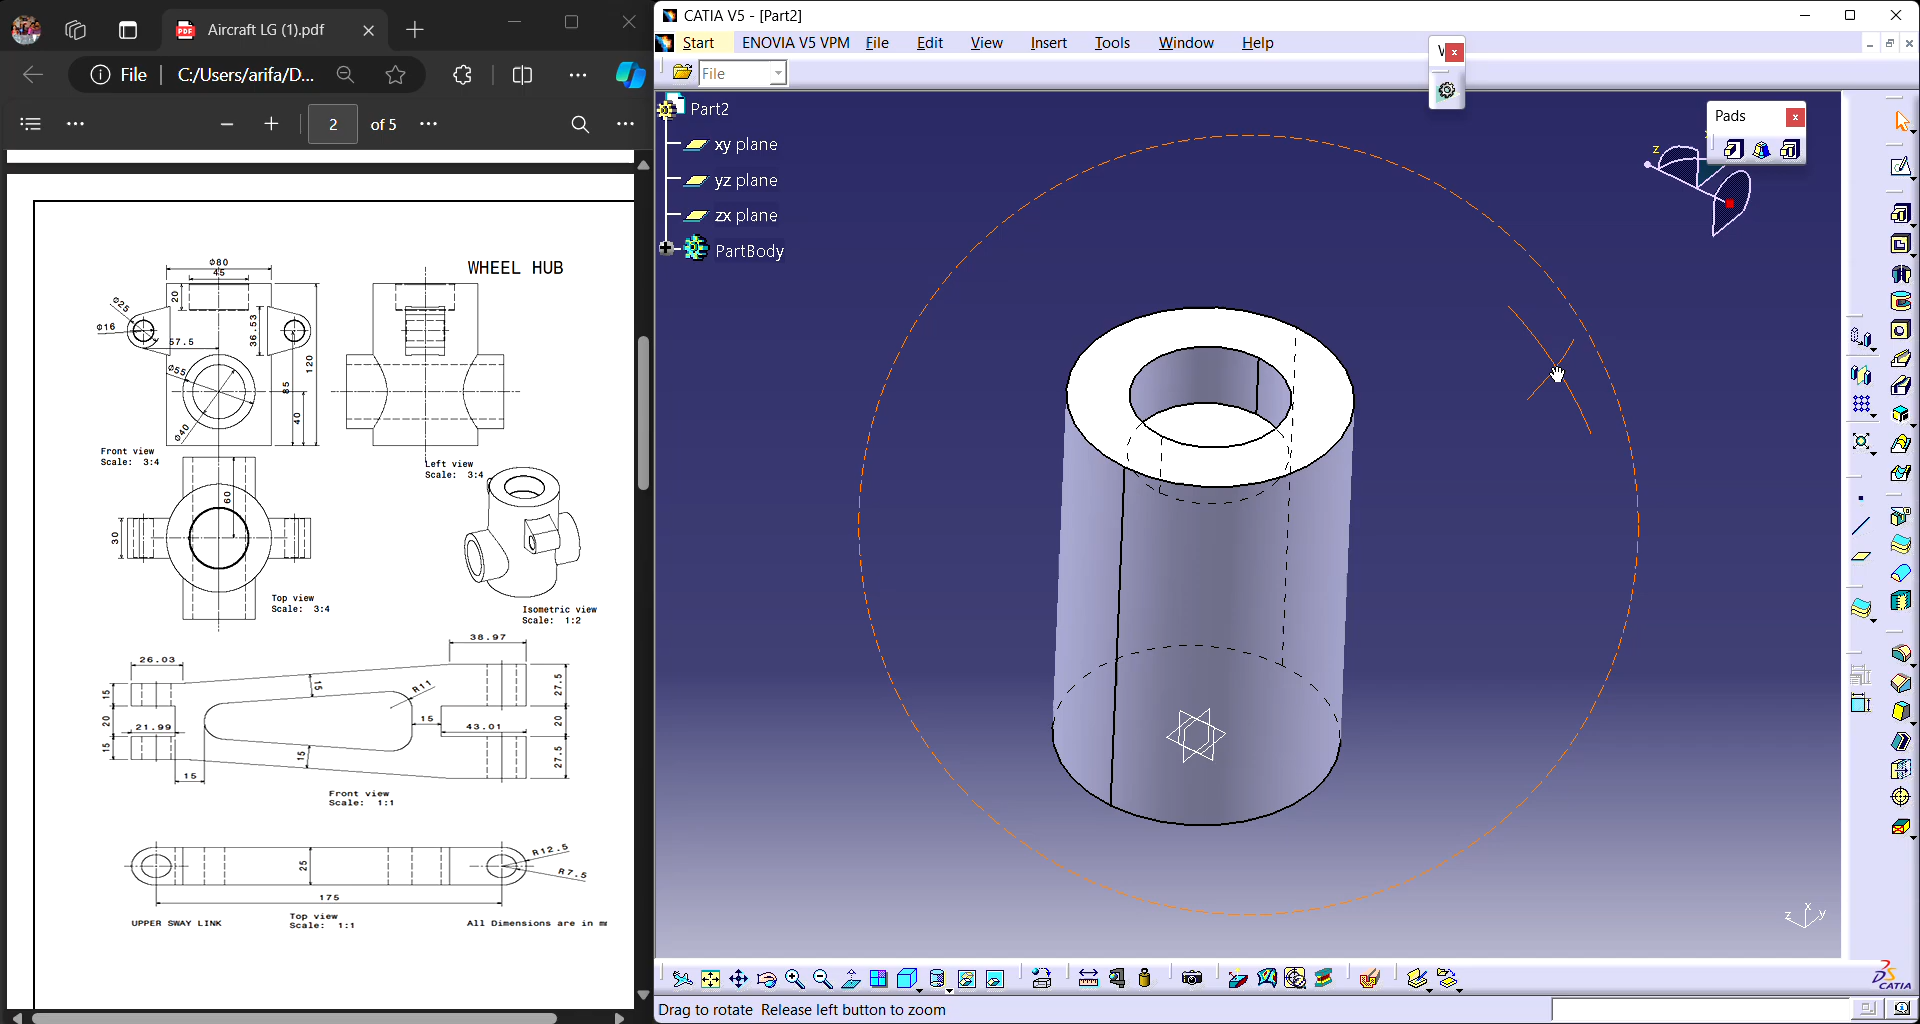 Aircraft LG (1).pdf
File
C:/Users/arifa/D...
2
of 5
WHEEL HUB
Φ80
45
20
Φ25
Φ16
57.5
36.53
120
Φ55
85
40
Φ40
Front view
Scale: 3:4
Left view
Scale: 3:4
60
30
Top view
Scale: 3:4
Isometric view
Scale: 1:2
38.97
26.03
15
R11
27.5
15
20
21.99
15
43.01
20
15
15
27.5
15
Front view
Scale: 1:1
R12.5
25
R7.5
175
UPPER SWAY LINK
Top view
Scale: 1:1
All Dimensions are in m
CATIA V5 - [Part2]
Start
ENOVIA V5 VPM
File
Edit
View
Insert
Tools
Window
Help
File
Part2
xy plane
yz plane
zx plane
PartBody
Pads
z
z
x
y
CATIA
Drag to rotate Release left button to zoom